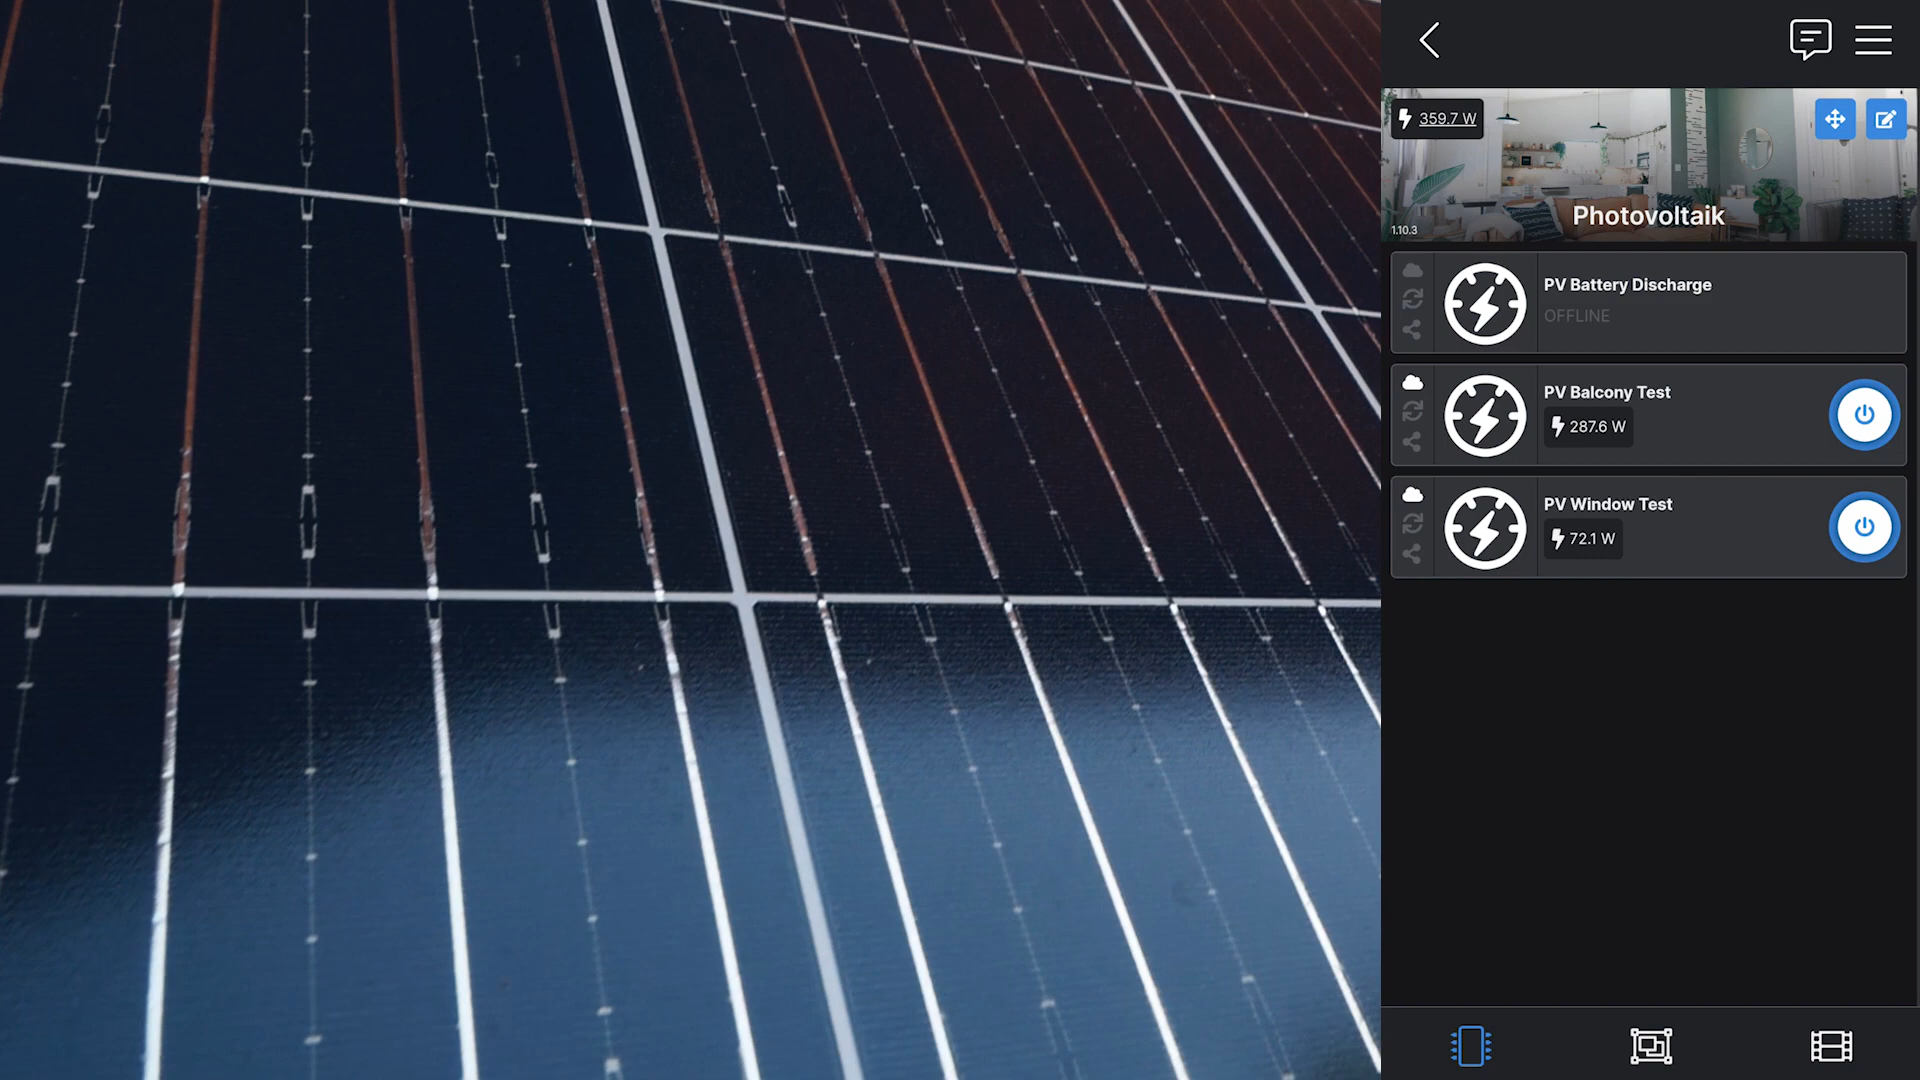 359.7 W
Photovoltaik
1.10.3
PV Battery Discharge
OFFLINE
PV Balcony Test
287.6 W
PV Window Test
72.1 W